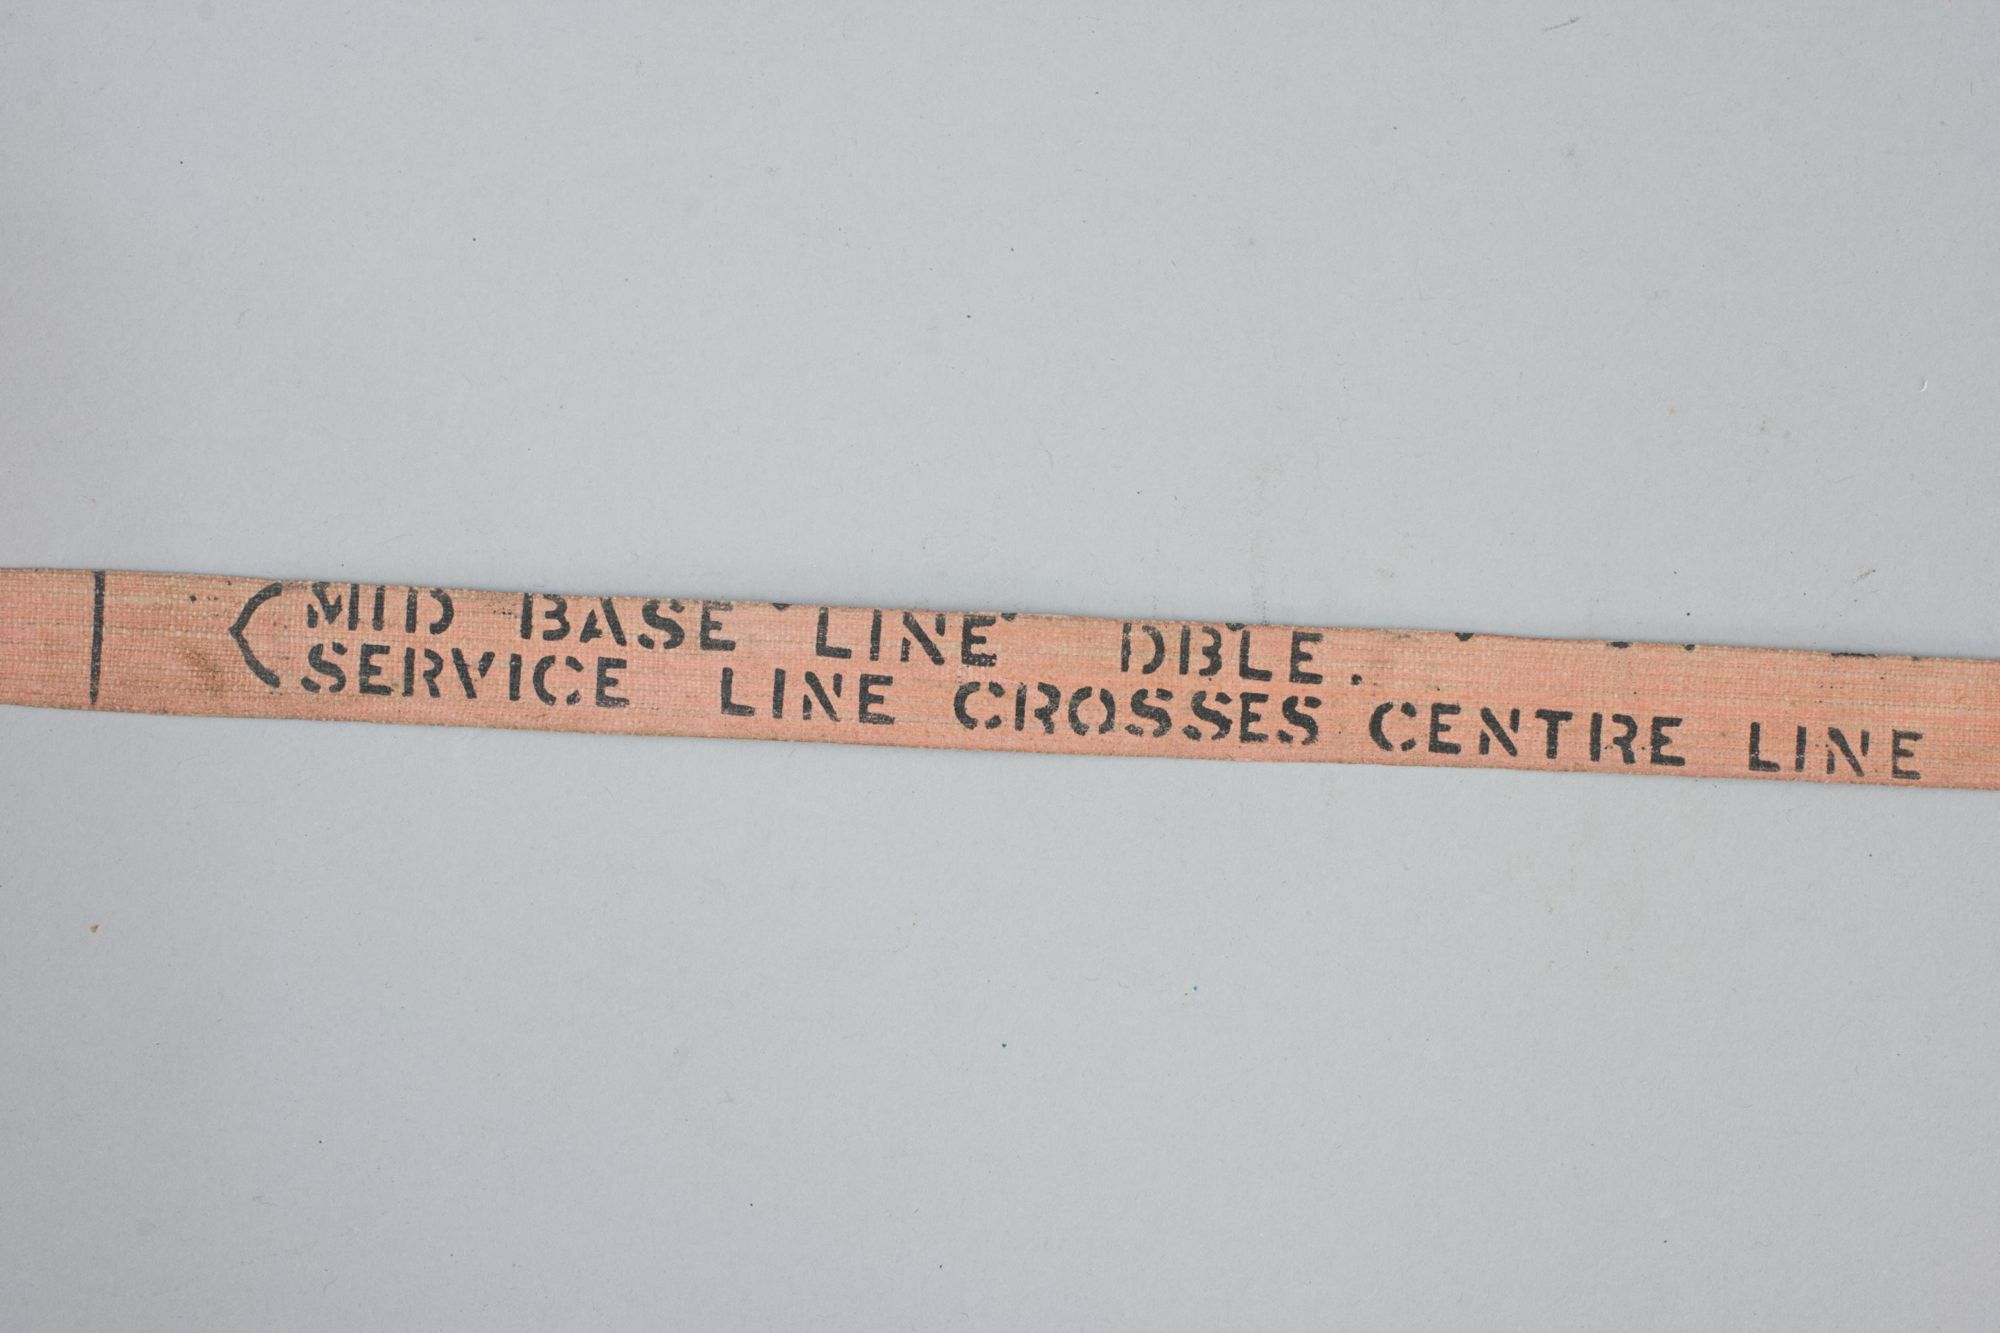 MID BASE LINE DBLE.
SERVICE LINE CROSSES CENTRE LINE